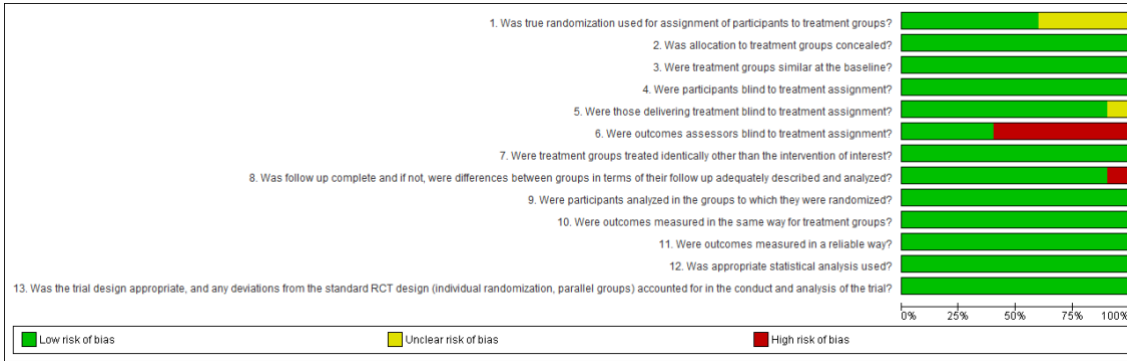 1. Was true randomization used for assignment of participants to treatment groups?
2. Was allocation to treatment groups concealed?
3. Were treatment groups similar at the baseline?
4. Were participants blind to treatment assignment?
5. Were those delivering treatment blind to treatment assignment?
6. Were outcomes assessors blind to treatment assignment?
7. Were treatment groups treated identically other than the intervention of interest?
8. Was follow up complete and if not, were differences between groups in terms of their follow up adequately described and analyzed?
9. Were participants analyzed in the groups to which they were randomized?
10. Were outcomes measured in the same way for treatment groups?
11. Were outcomes measured in a reliable way?
12. Was appropriate statistical analysis used?
13. Was the trial design appropriate, and any deviations from the standard RCT design (individual randomization, parallel groups) accounted for in the conduct and analysis of the trial?
0% 25% 50% 75% 100%
Low risk of bias Unclear risk of bias High risk of bias